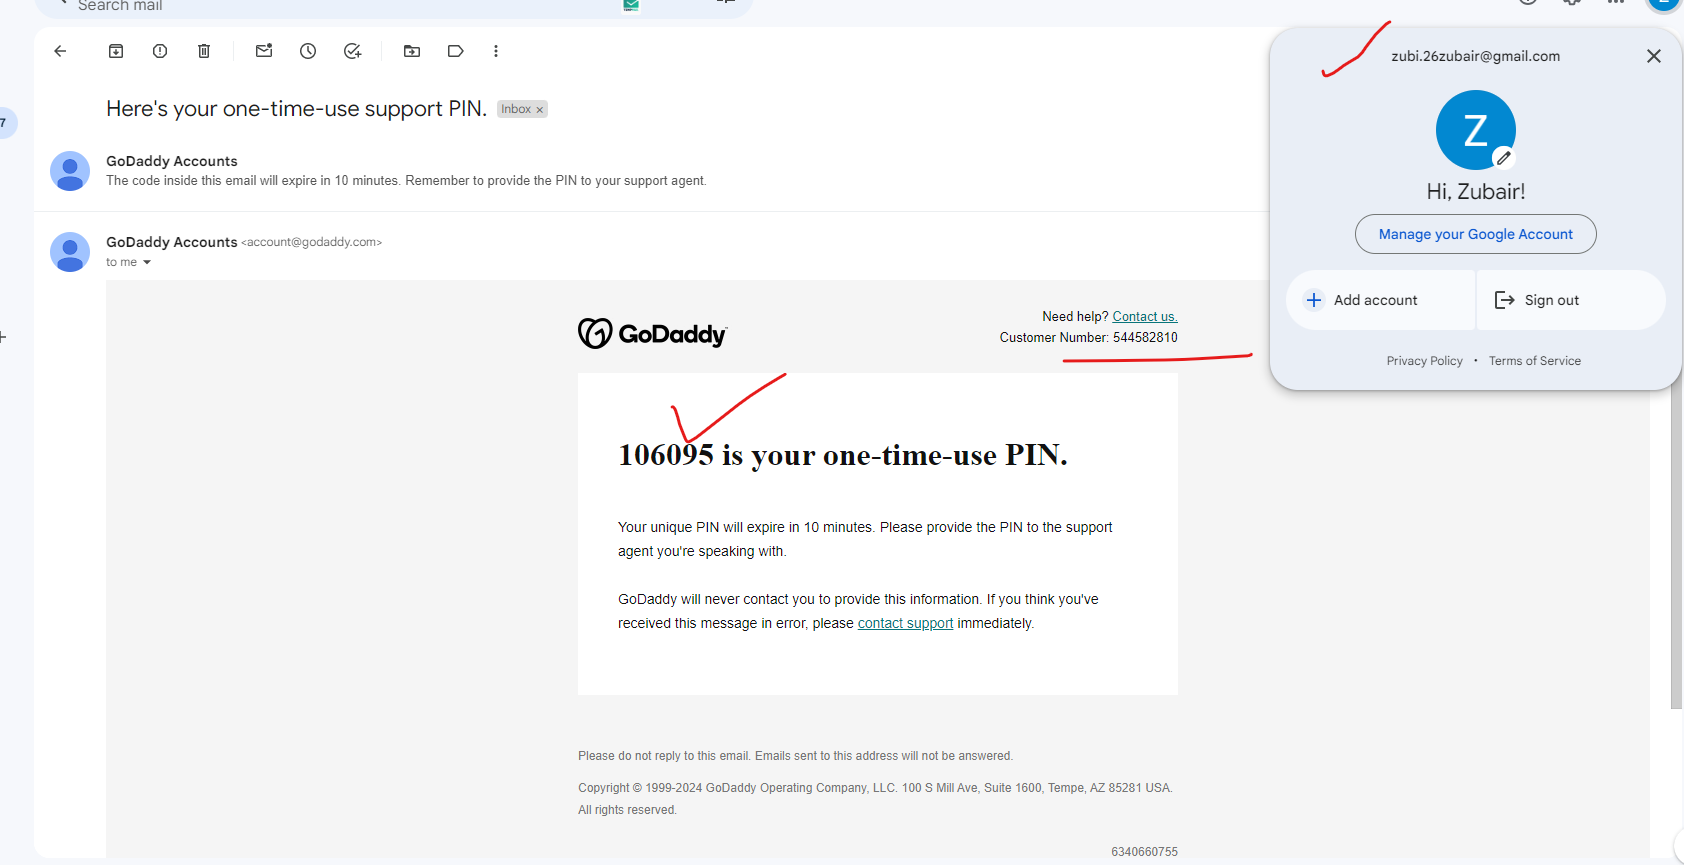 Search mail
zubi.26zubair@gmail.com
Here's your one-time-use support PIN.
Inbox ×
7
Z
GoDaddy Accounts
The code inside this email will expire in 10 minutes. Remember to provide the PIN to your support agent.
Hi, Zubair!
Manage your Google Account
GoDaddy Accounts <account@godaddy.com>
to me
Add account
Sign out
Need help? Contact us.
GoDaddy
Customer Number: 544582810
Privacy Policy • Terms of Service
106095 is your one-time-use PIN.
Your unique PIN will expire in 10 minutes. Please provide the PIN to the support
agent you're speaking with.
GoDaddy will never contact you to provide this information. If you think you've
received this message in error, please contact support immediately.
Please do not reply to this email. Emails sent to this address will not be answered.
Copyright © 1999-2024 GoDaddy Operating Company, LLC. 100 S Mill Ave, Suite 1600, Tempe, AZ 85281 USA.
All rights reserved.
6340660755